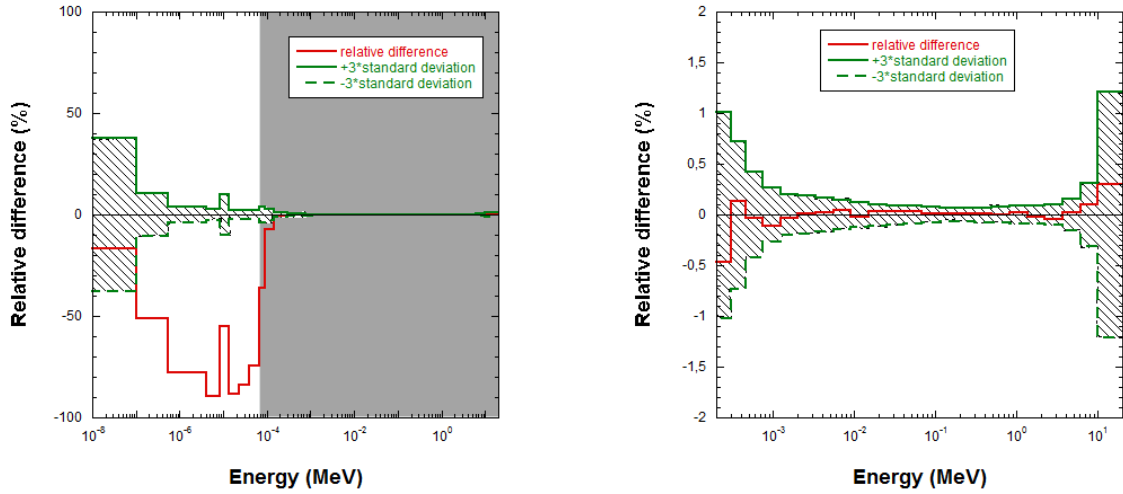 Relative difference (%)
100
50
0
-50
-100
relative difference
+3*standard deviation
-3*standard deviation
10⁻⁸
10⁻⁶
10⁻⁴
10⁻²
10⁰
Energy (MeV)
Relative difference (%)
2
1,5
1
0,5
0
-0,5
-1
-1,5
-2
relative difference
+3*standard deviation
-3*standard deviation
10⁻³
10⁻²
10⁻¹
10⁰
10¹
Energy (MeV)